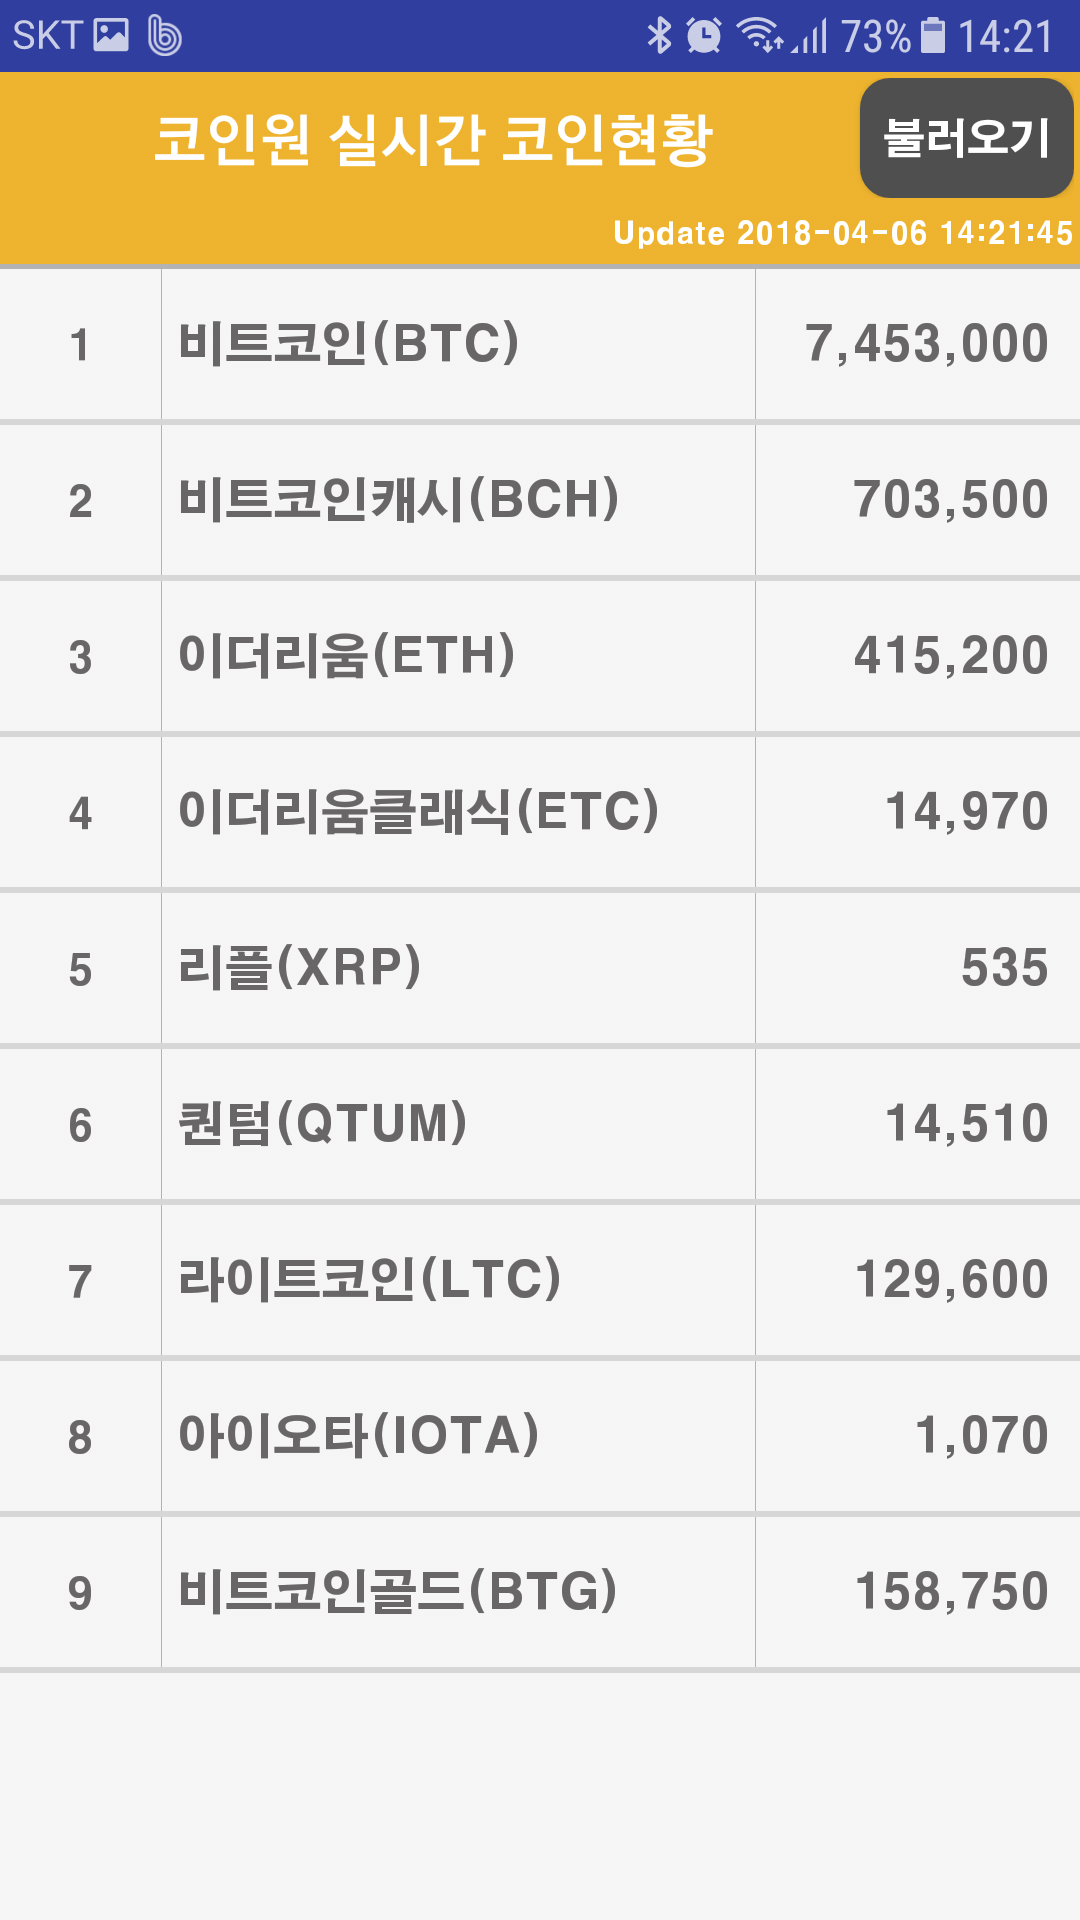 SKT 73% 14:21
코인원 실시간 코인현황 불러오기
Update 2018-04-06 14:21:45
1 비트코인(BTC) 7,453,000
2 비트코인캐시(BCH) 703,500
3 이더리움(ETH) 415,200
4 이더리움클래식(ETC) 14,970
5 리플(XRP) 535
6 퀀텀(QTUM) 14,510
7 라이트코인(LTC) 129,600
8 아이오타(IOTA) 1,070
9 비트코인골드(BTG) 158,750